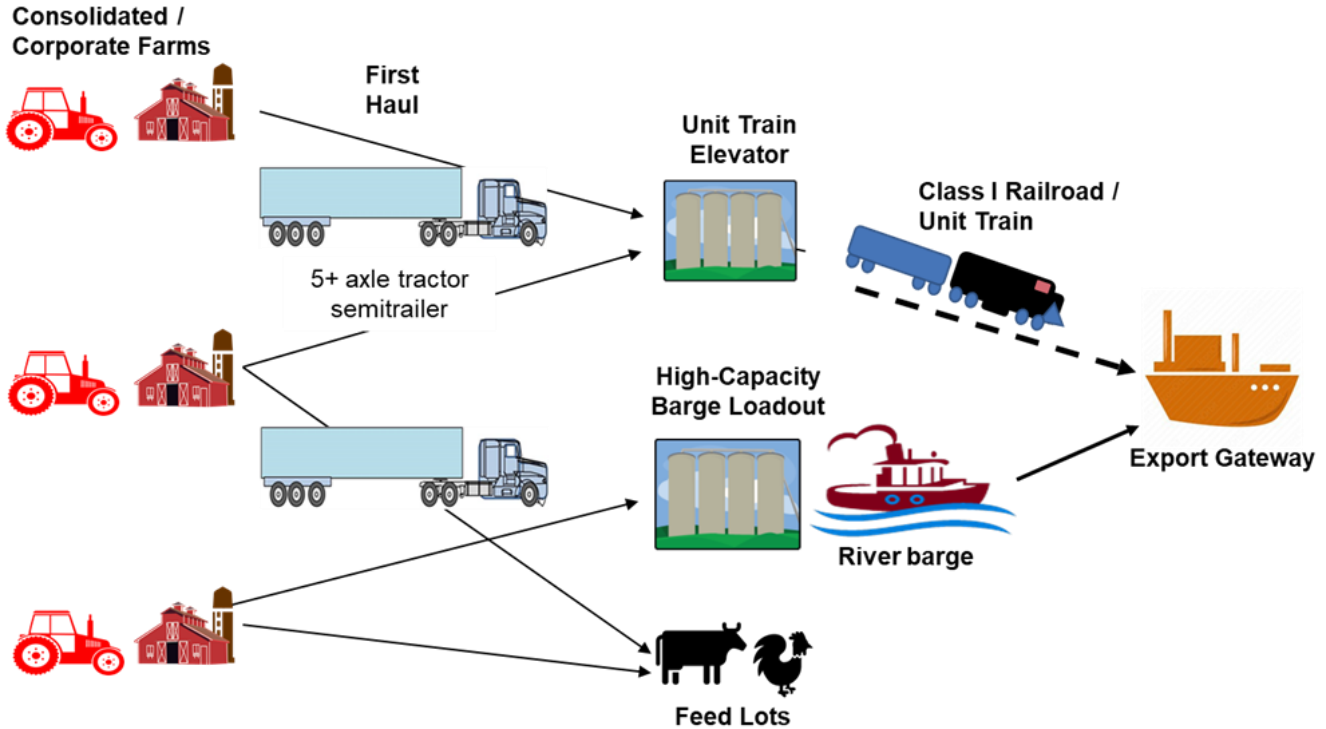 Consolidated /
Corporate Farms
First
Haul
Unit Train
Elevator
Class I Railroad /
Unit Train
5+ axle tractor
semitrailer
High-Capacity
Barge Loadout
Export Gateway
River barge
Feed Lots